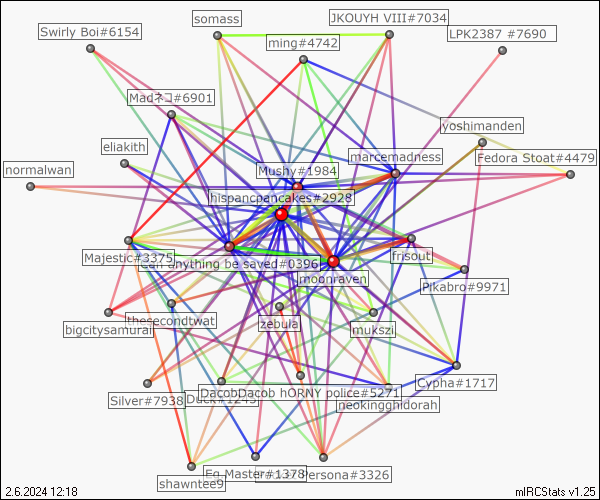 somass
JKOUYH VIII#7034
Swirly Boi#6154
LPK2387 #7690
ming#4742
Madネコ#6901
yoshimanden
eliakith
marcemadness
Fedora Stoat#4479
normalwan
Mushy#1984
hispancpancakes#2928
Majestic#3375
frisout
Can anything be saved#0396
moonraven
Pikabro#9971
thesecondtwat
zebula
mukszi
bigcitysamurai
Cypha#1717
DacobDacob hORNY police#5271
Silver#7938
Duck#1245
neokingghidorah
Eg Master#1378
Persona#3326
shawntee9
2.6.2024 12:18
mIRCStats v1.25